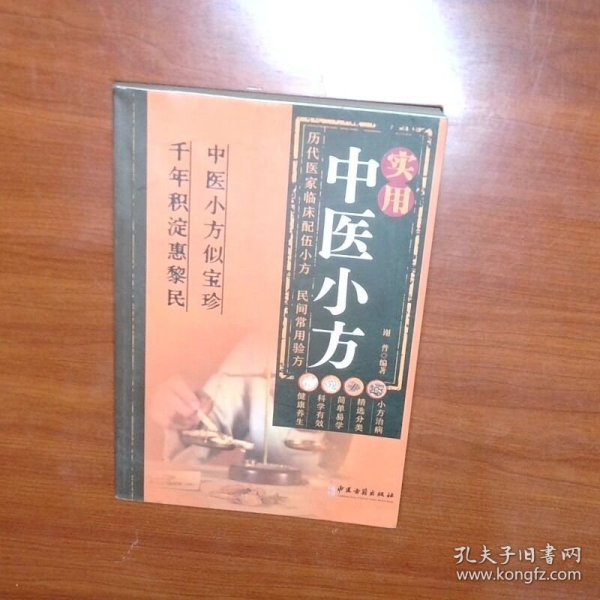 实用
中医小方
历代医家临床配伍小方 民间常用验方
谢普 编著
中医小方似宝珍
千年积淀惠黎民
小方治病
精选分类
简单易学
科学有效
健康养生
中医古籍出版社
孔夫子旧书网
www.kongfz.com